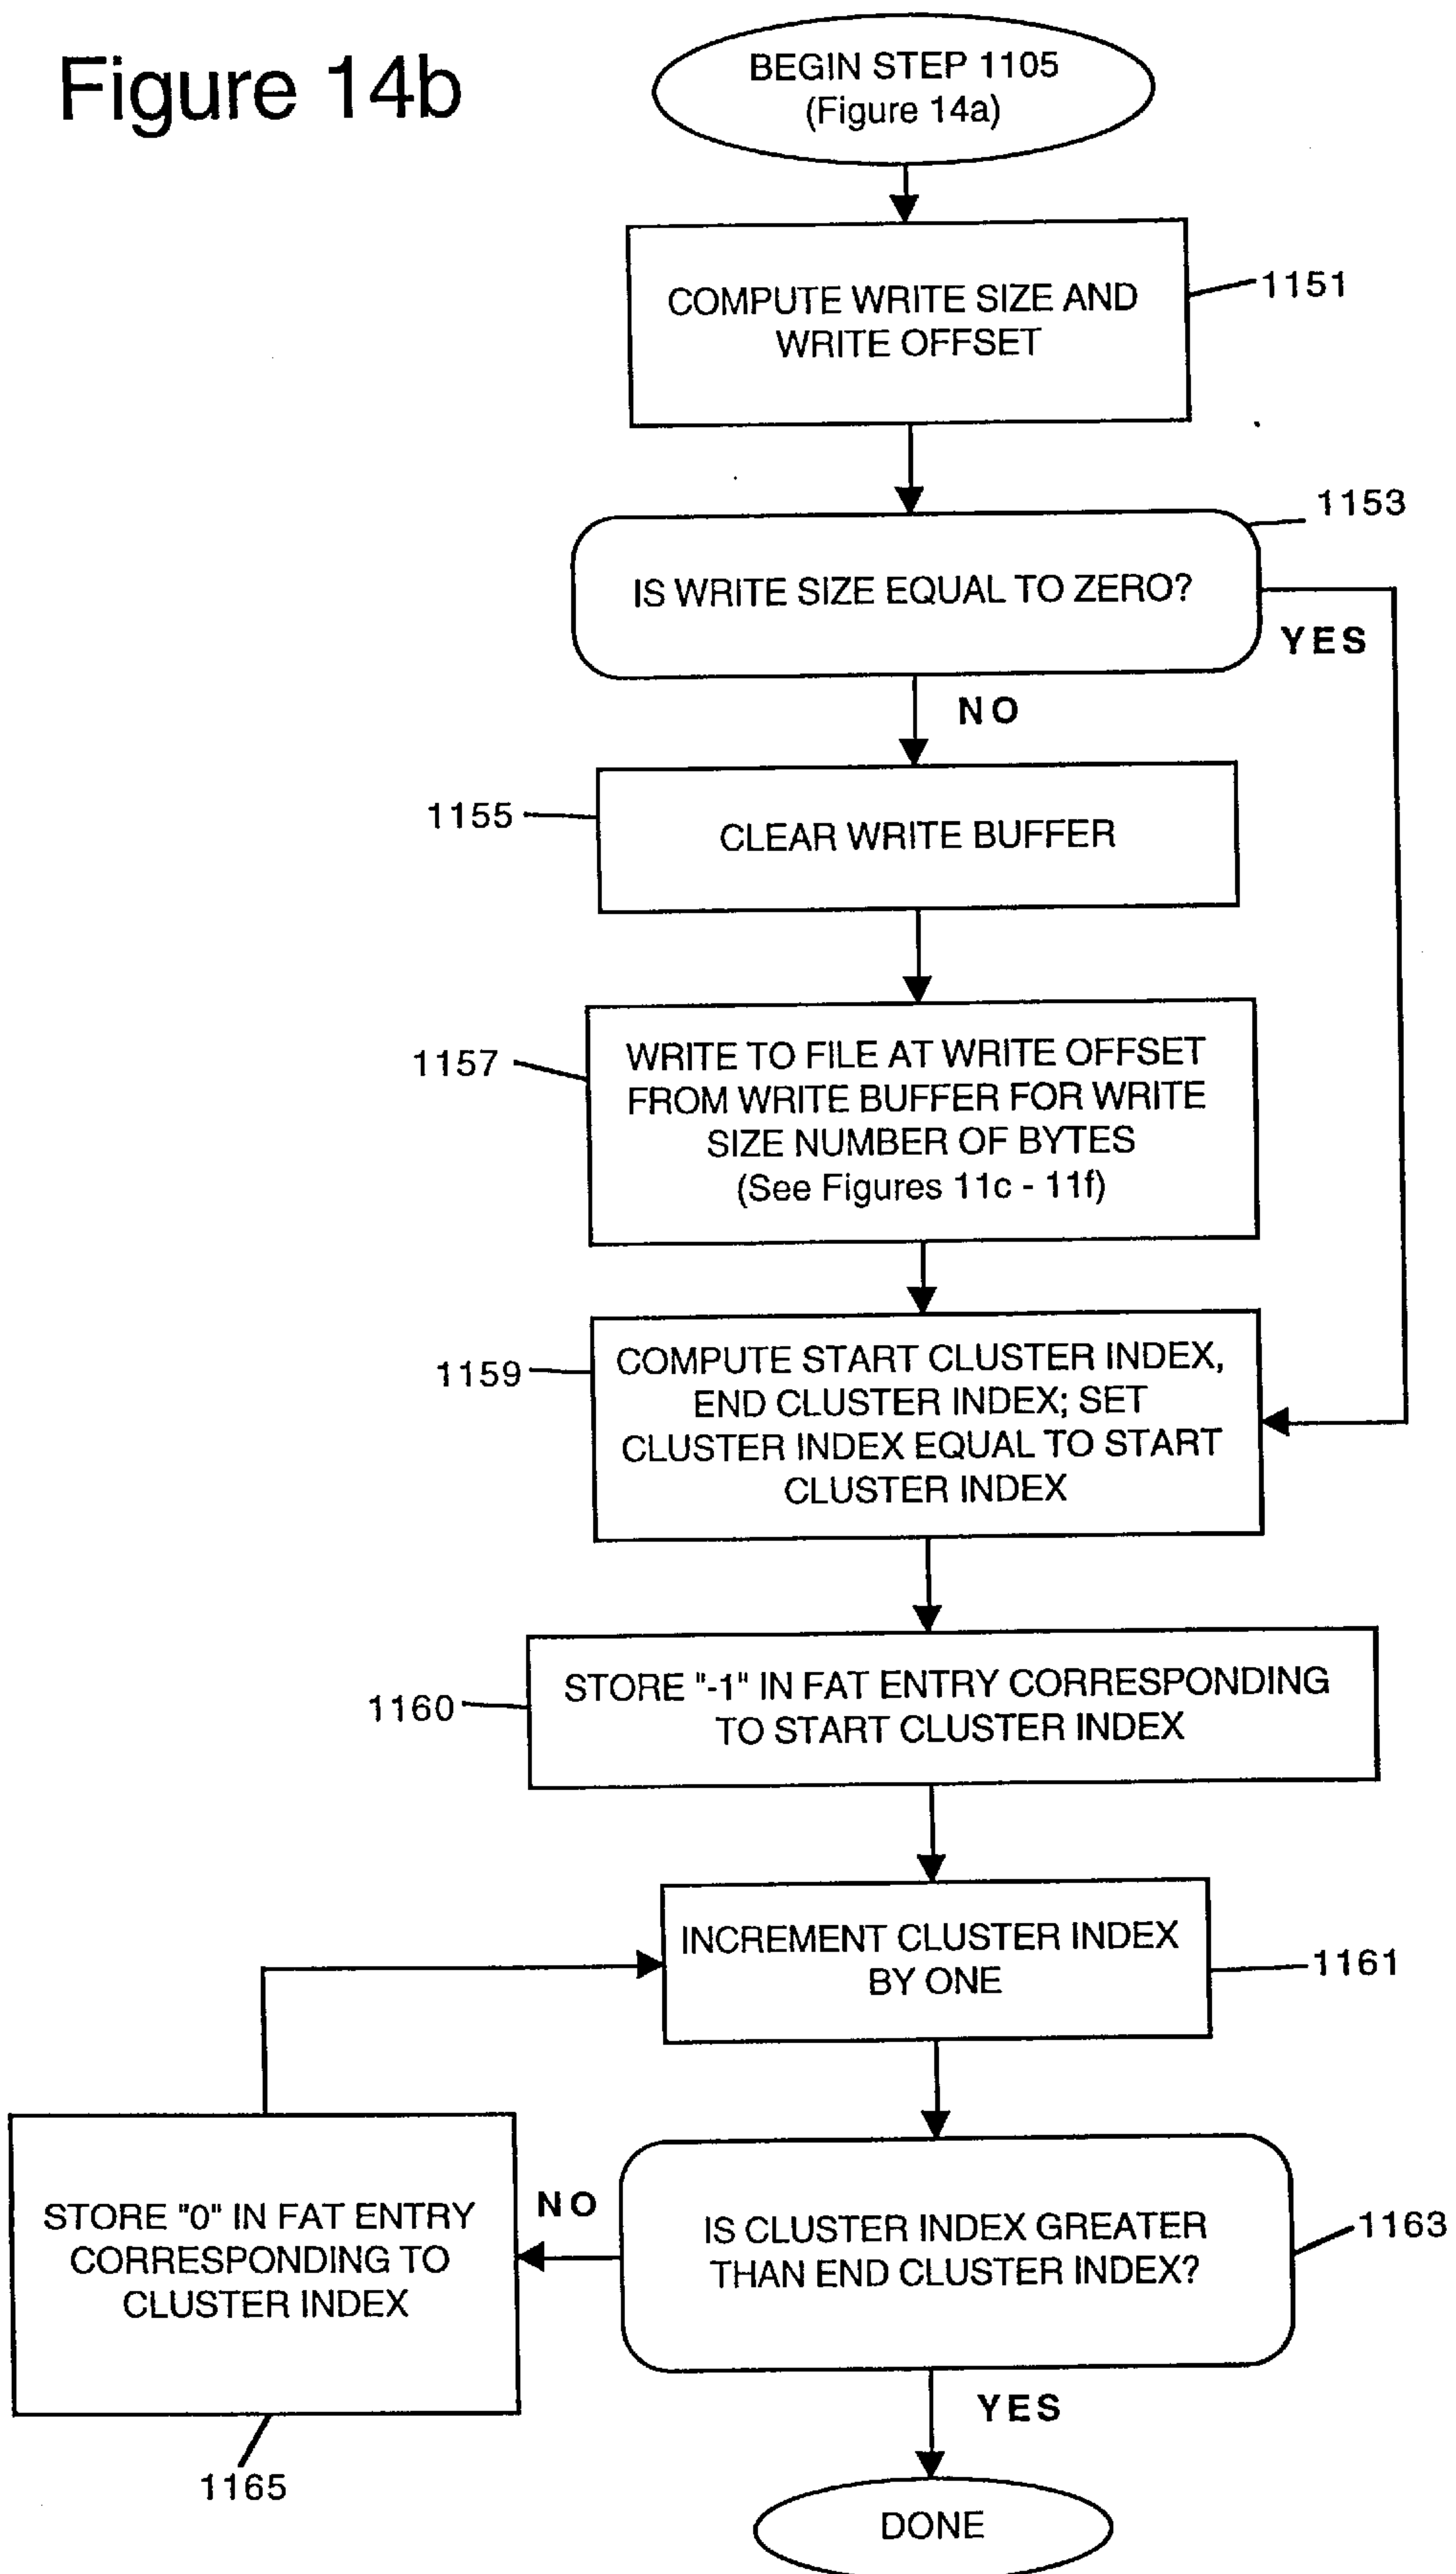 Figure 14b
BEGIN STEP 1105
(Figure 14a)
COMPUTE WRITE SIZE AND
WRITE OFFSET
1151
1153
IS WRITE SIZE EQUAL TO ZERO?
YES
NO
1155
CLEAR WRITE BUFFER
1157
WRITE TO FILE AT WRITE OFFSET
FROM WRITE BUFFER FOR WRITE
SIZE NUMBER OF BYTES
(See Figures 11c - 11f)
1159
COMPUTE START CLUSTER INDEX,
END CLUSTER INDEX; SET
CLUSTER INDEX EQUAL TO START
CLUSTER INDEX
1160
STORE "-1" IN FAT ENTRY CORRESPONDING
TO START CLUSTER INDEX
INCREMENT CLUSTER INDEX
BY ONE
1161
STORE "0" IN FAT ENTRY
CORRESPONDING TO
CLUSTER INDEX
NO
IS CLUSTER INDEX GREATER
THAN END CLUSTER INDEX?
1163
YES
1165
DONE